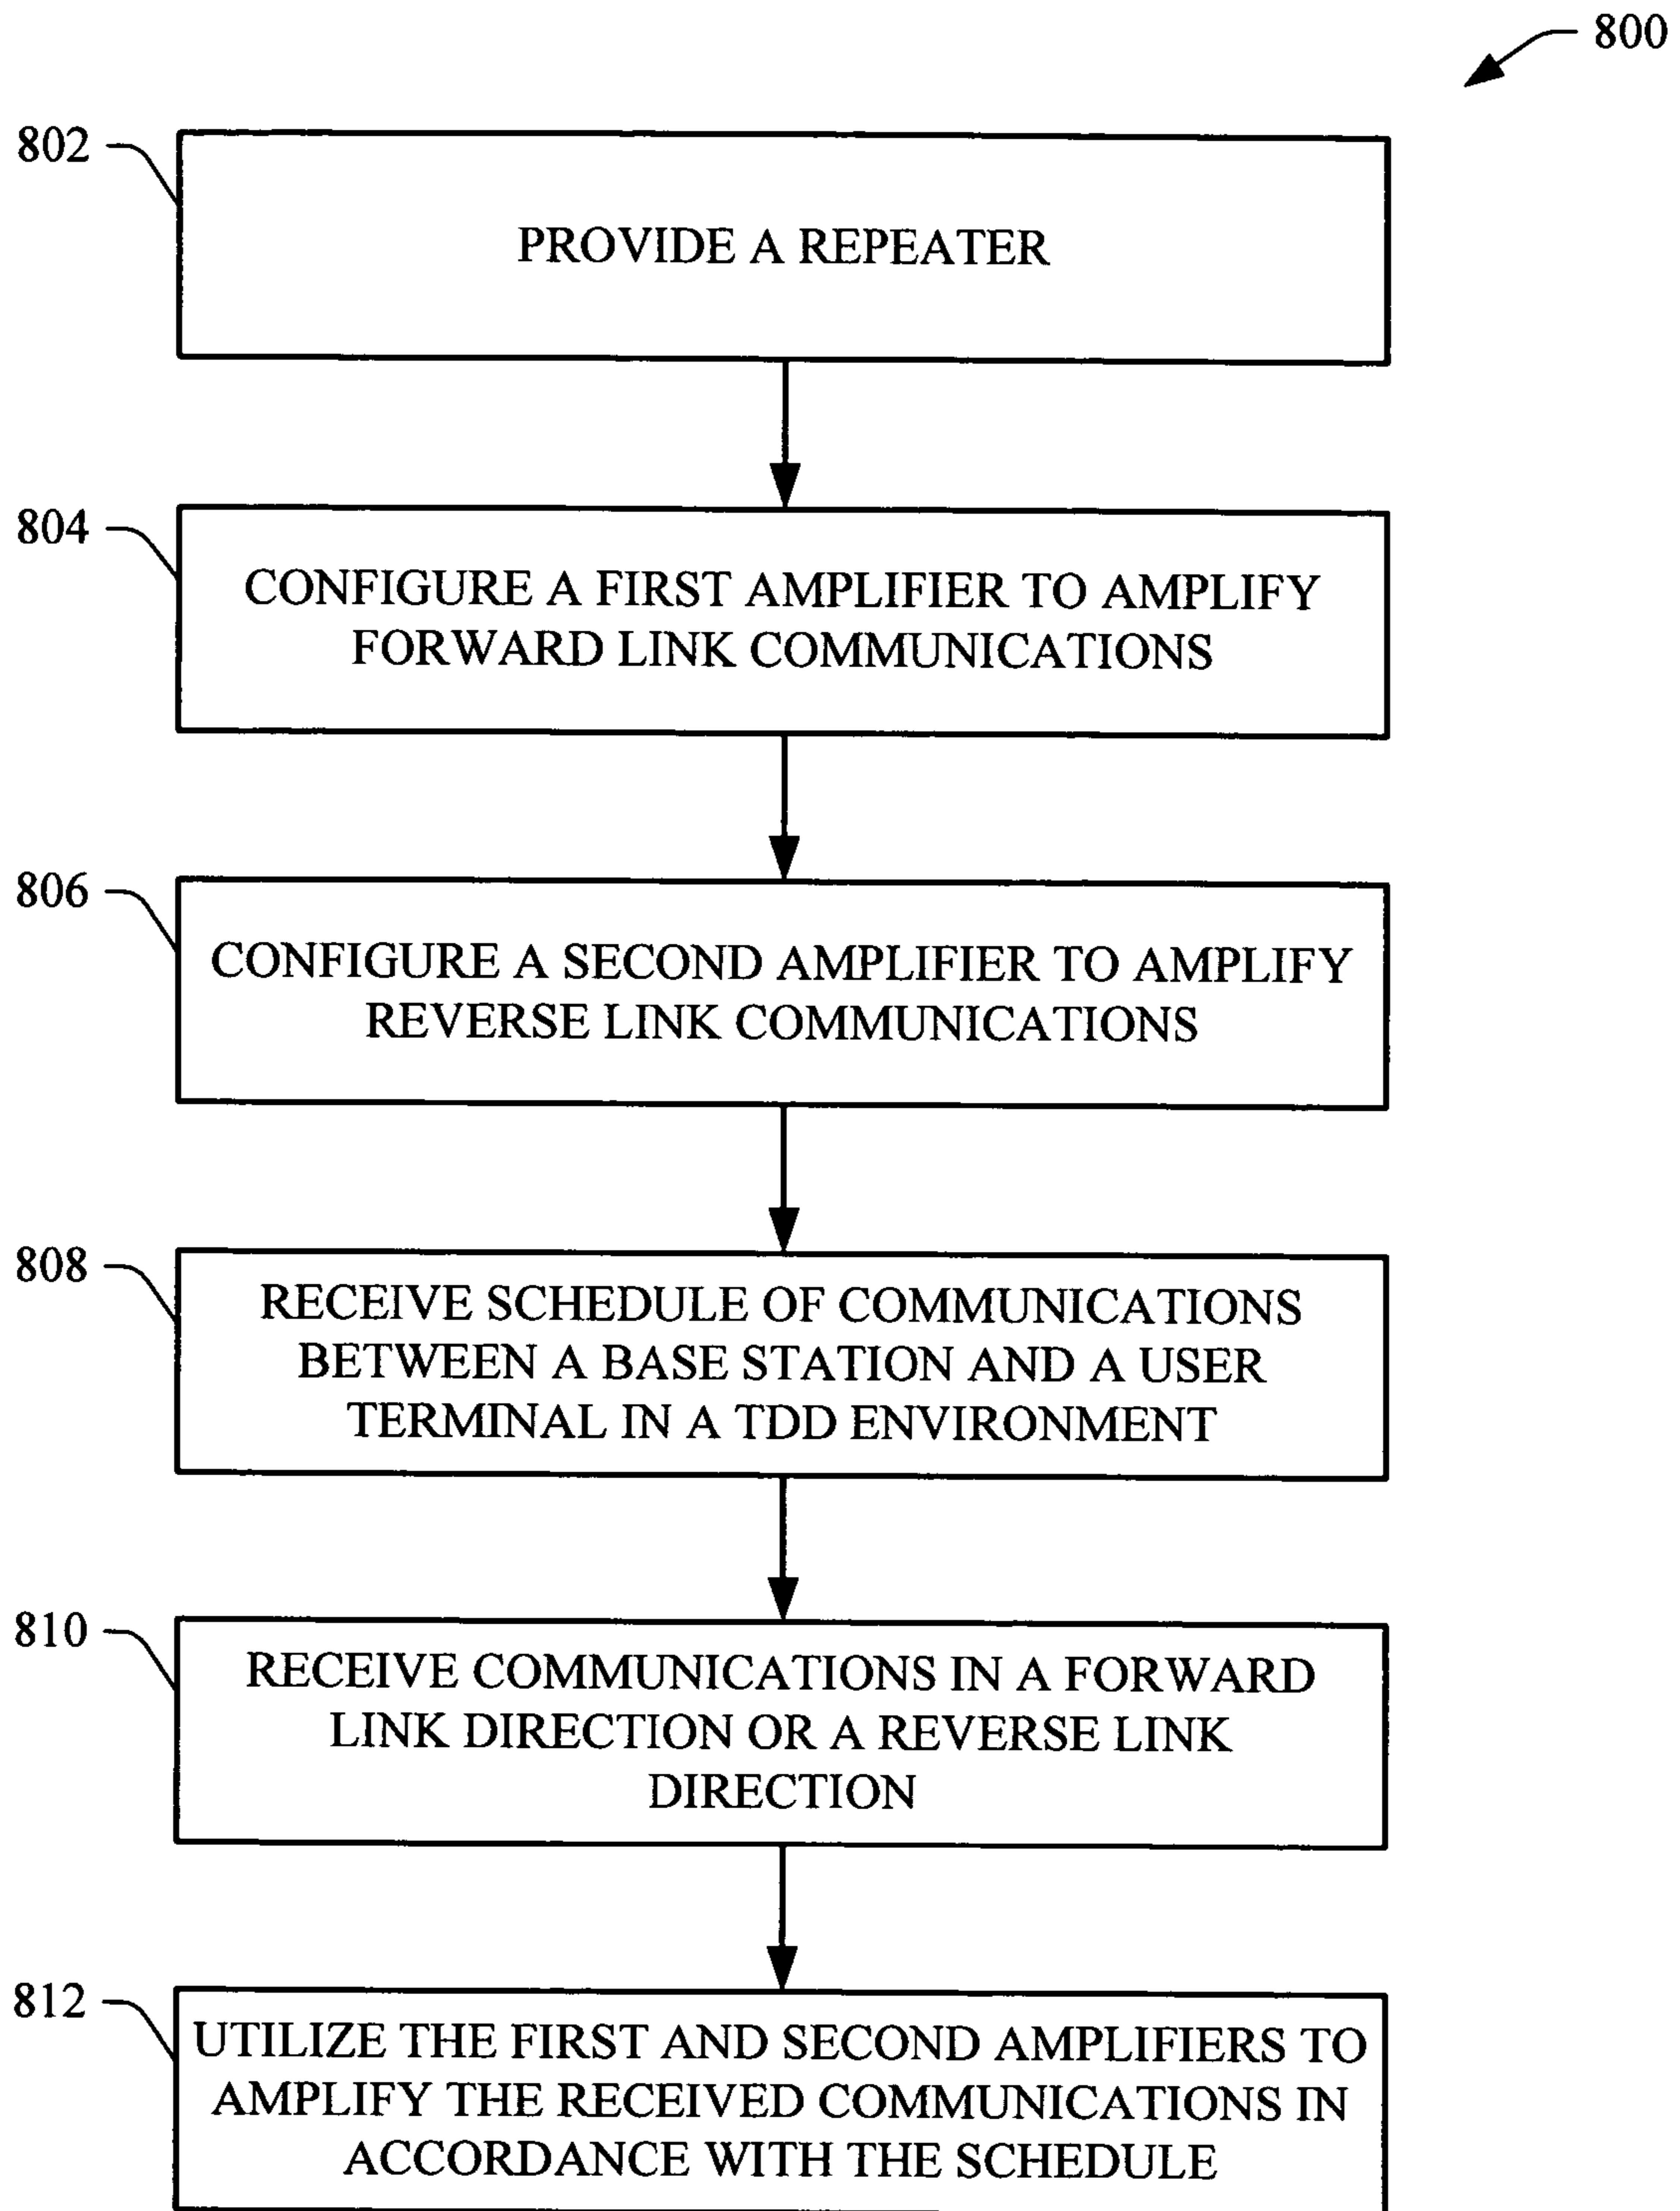 800
802
PROVIDE A REPEATER
804
CONFIGURE A FIRST AMPLIFIER TO AMPLIFY
FORWARD LINK COMMUNICATIONS
806
CONFIGURE A SECOND AMPLIFIER TO AMPLIFY
REVERSE LINK COMMUNICATIONS
808
RECEIVE SCHEDULE OF COMMUNICATIONS
BETWEEN A BASE STATION AND A USER
TERMINAL IN A TDD ENVIRONMENT
810
RECEIVE COMMUNICATIONS IN A FORWARD
LINK DIRECTION OR A REVERSE LINK
DIRECTION
812
UTILIZE THE FIRST AND SECOND AMPLIFIERS TO
AMPLIFY THE RECEIVED COMMUNICATIONS IN
ACCORDANCE WITH THE SCHEDULE